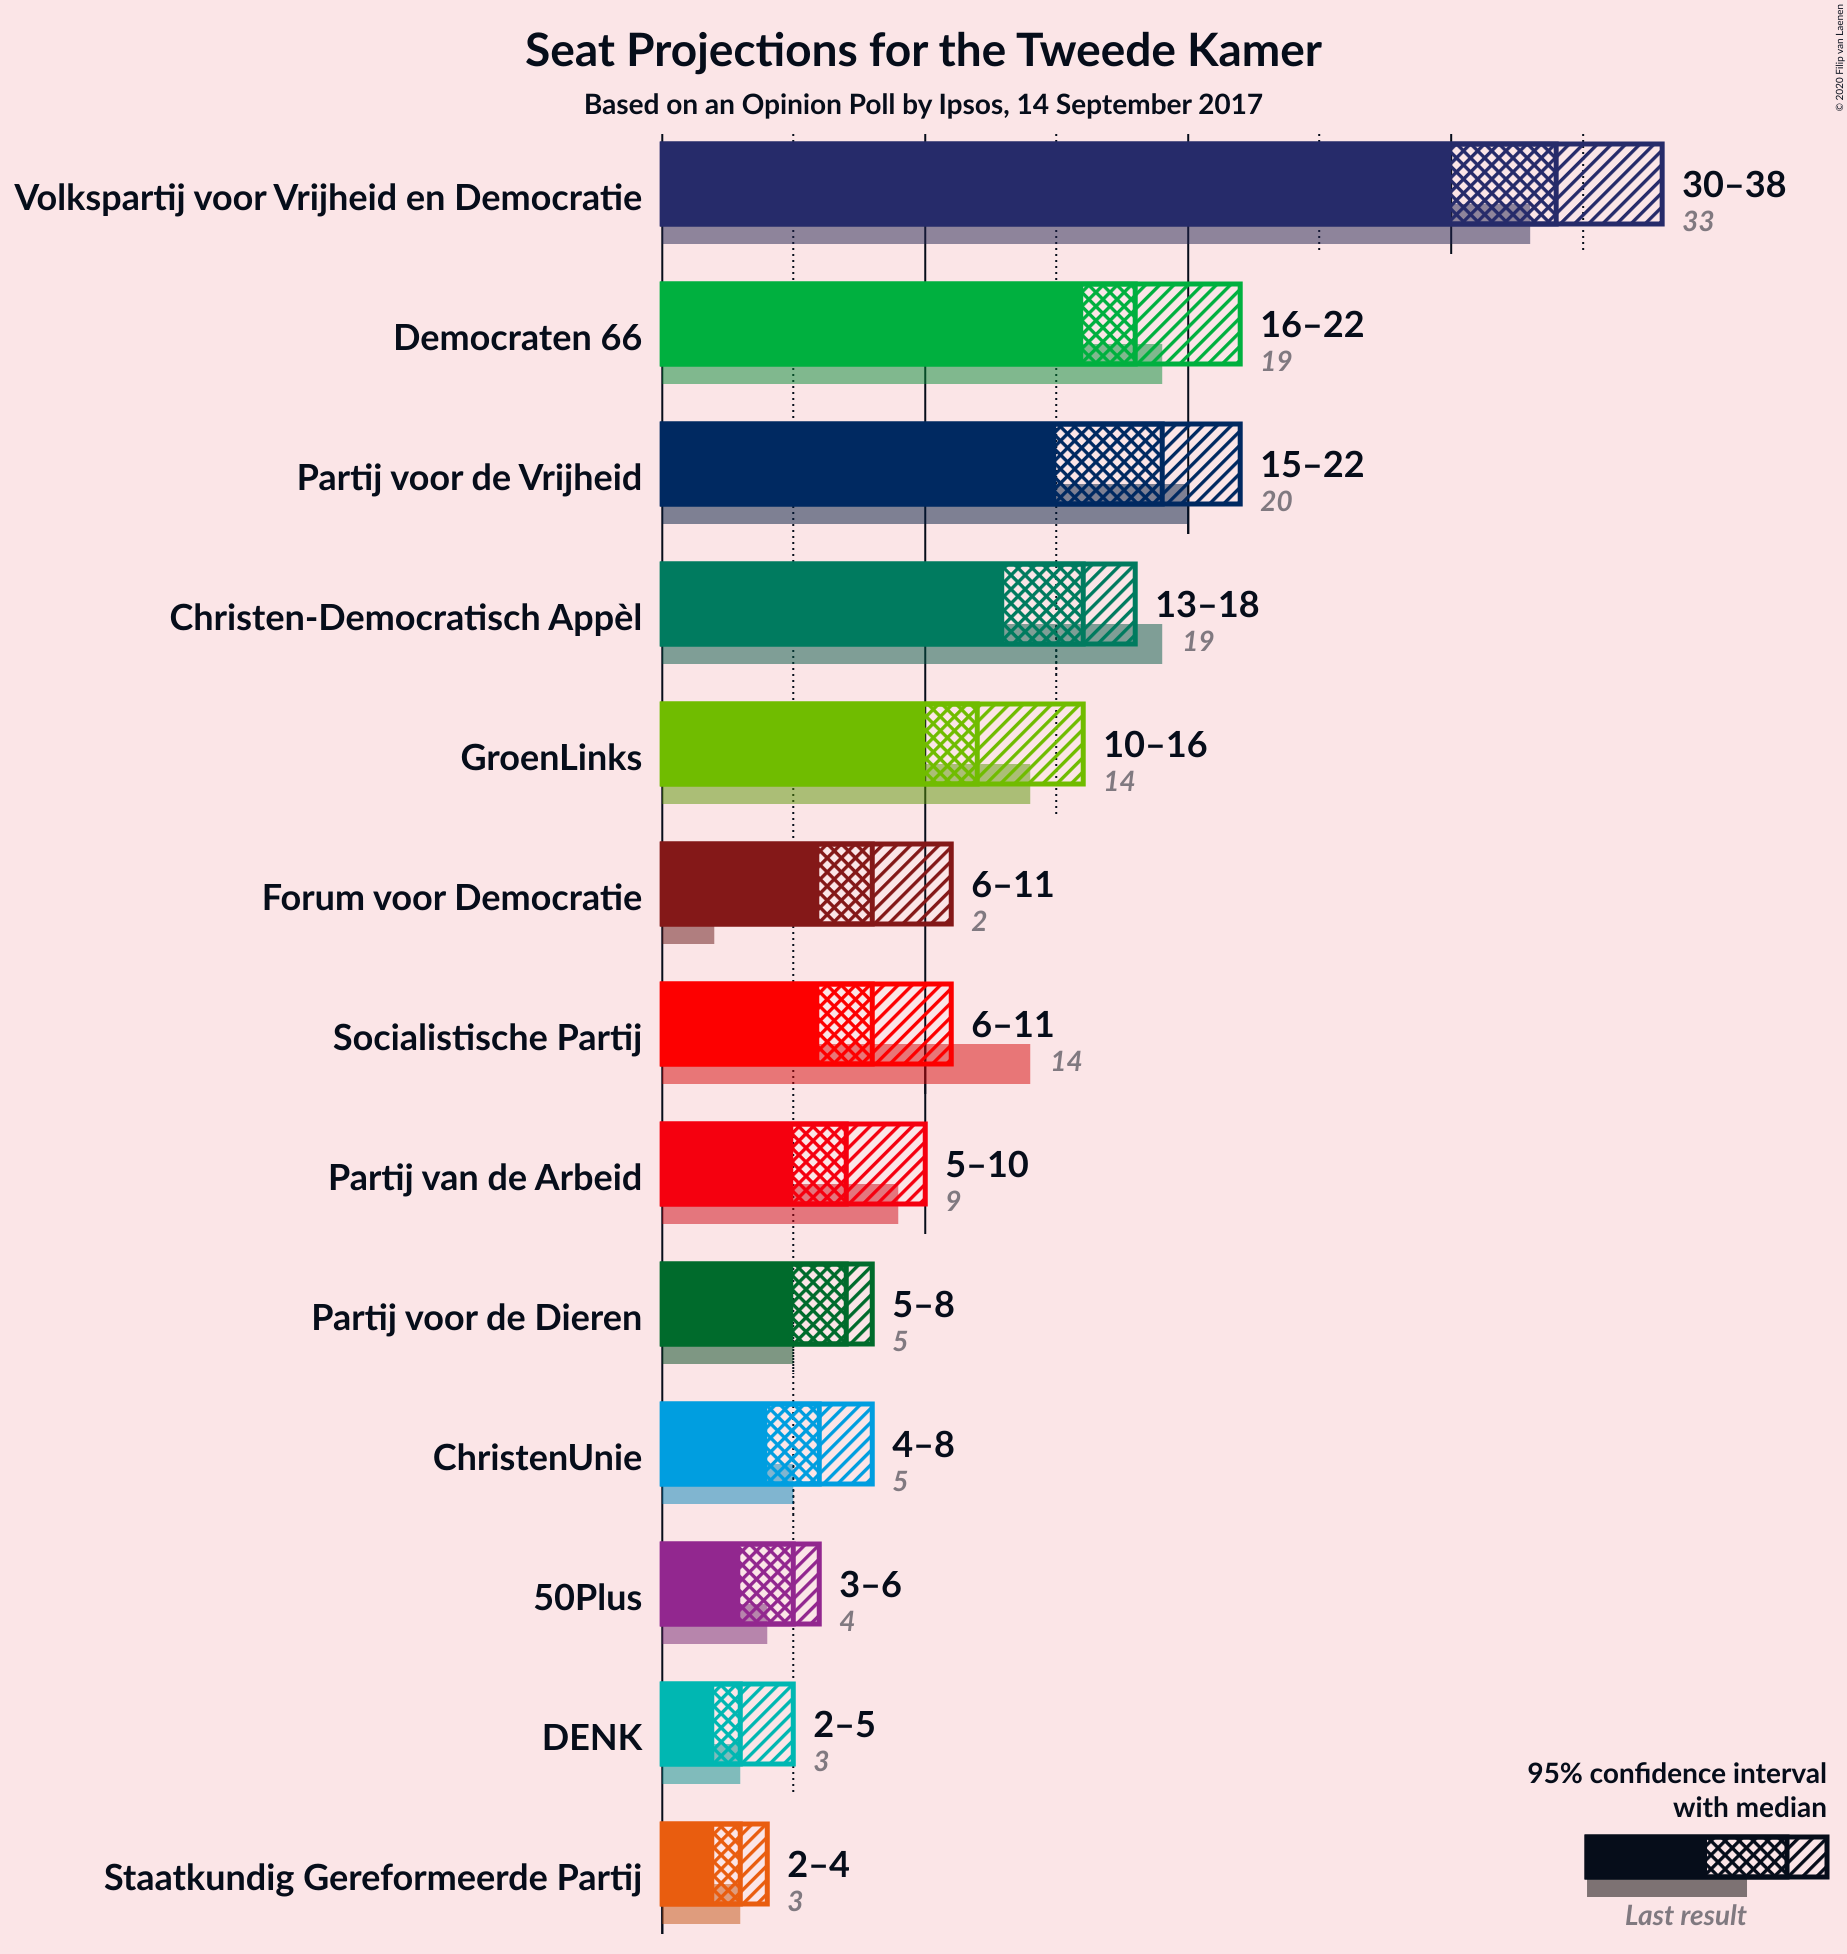 Seat Projections for the Tweede Kamer
Based on an Opinion Poll by Ipsos, 14 September 2017
© 2020 Filip van Laenen
Volkspartij voor Vrijheid en Democratie
30–38
33
Democraten 66
16–22
19
Partij voor de Vrijheid
15–22
20
Christen-Democratisch Appèl
13–18
19
GroenLinks
10–16
14
Forum voor Democratie
6–11
2
Socialistische Partij
6–11
14
Partij van de Arbeid
5–10
9
Partij voor de Dieren
5–8
5
ChristenUnie
4–8
5
50Plus
3–6
4
DENK
2–5
3
Staatkundig Gereformeerde Partij
2–4
3
95% confidence interval
with median
Last result